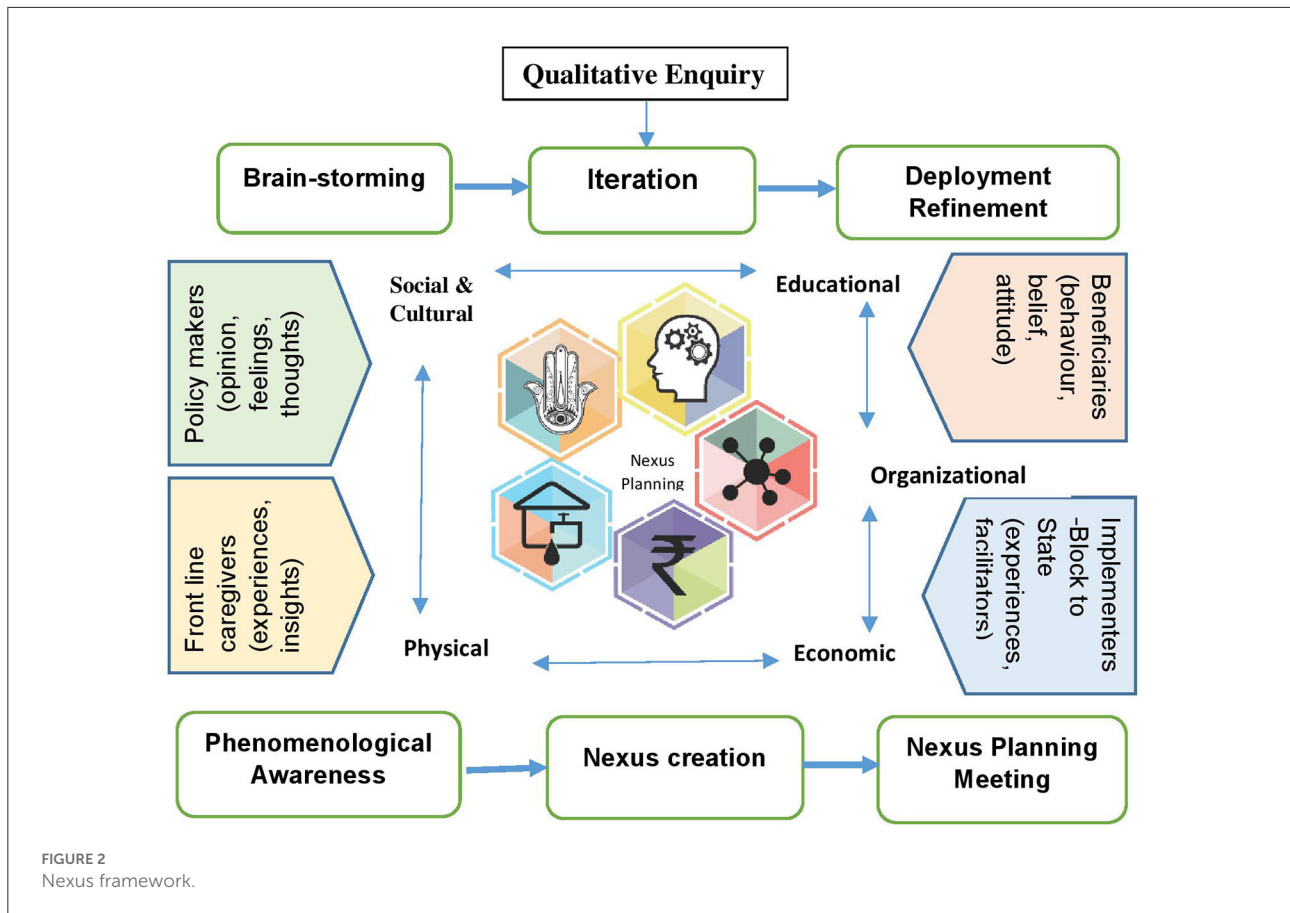 Qualitative Enquiry
Brain-storming
Iteration
Deployment
Refinement
Policy makers
(opinion,
feelings,
thoughts)
Social &
Cultural
Educational
Beneficiaries
(behaviour,
belief,
attitude)
Nexus
Planning
Organizational
Front line
caregivers
(experiences,
insights)
Physical
Economic
Implementers
-Block to
State
(experiences,
facilitators)
Phenomenological
Awareness
Nexus creation
Nexus Planning
Meeting
FIGURE 2
Nexus framework.